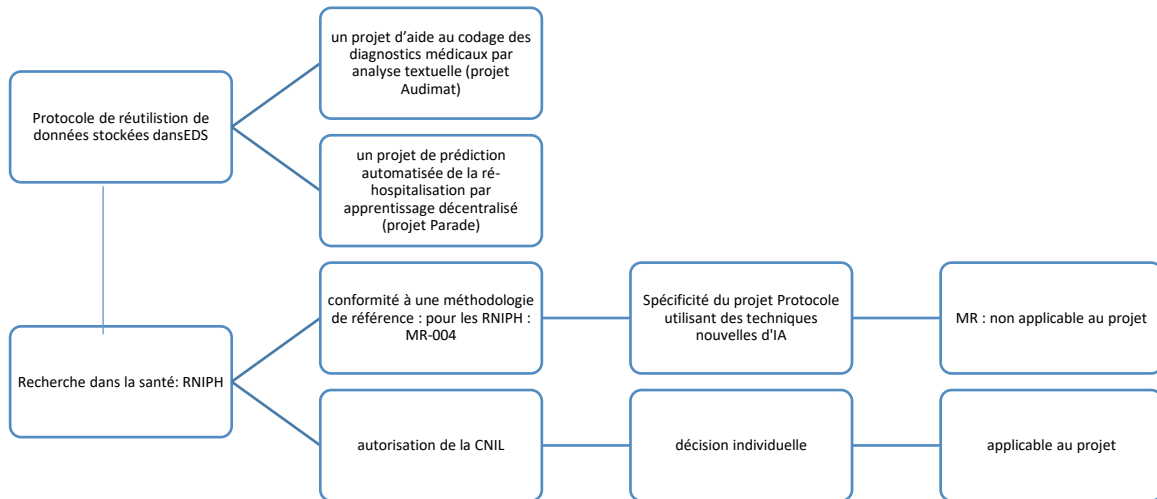 un projet d'aide au codage des
diagnostics médicaux par
analyse textuelle (projet
Audimat)
Protocole de réutilistion de
données stockées dansEDS
un projet de prédiction
automatisée de la ré-
hospitalisation par
apprentissage décentralisé
(projet Parade)
conformité à une méthodologie
de référence : pour les RNIPH :
MR-004
Spécificité du projet Protocole
utilisant des techniques
nouvelles d'IA
MR : non applicable au projet
Recherche dans la santé: RNIPH
autorisation de la CNIL
décision individuelle
applicable au projet